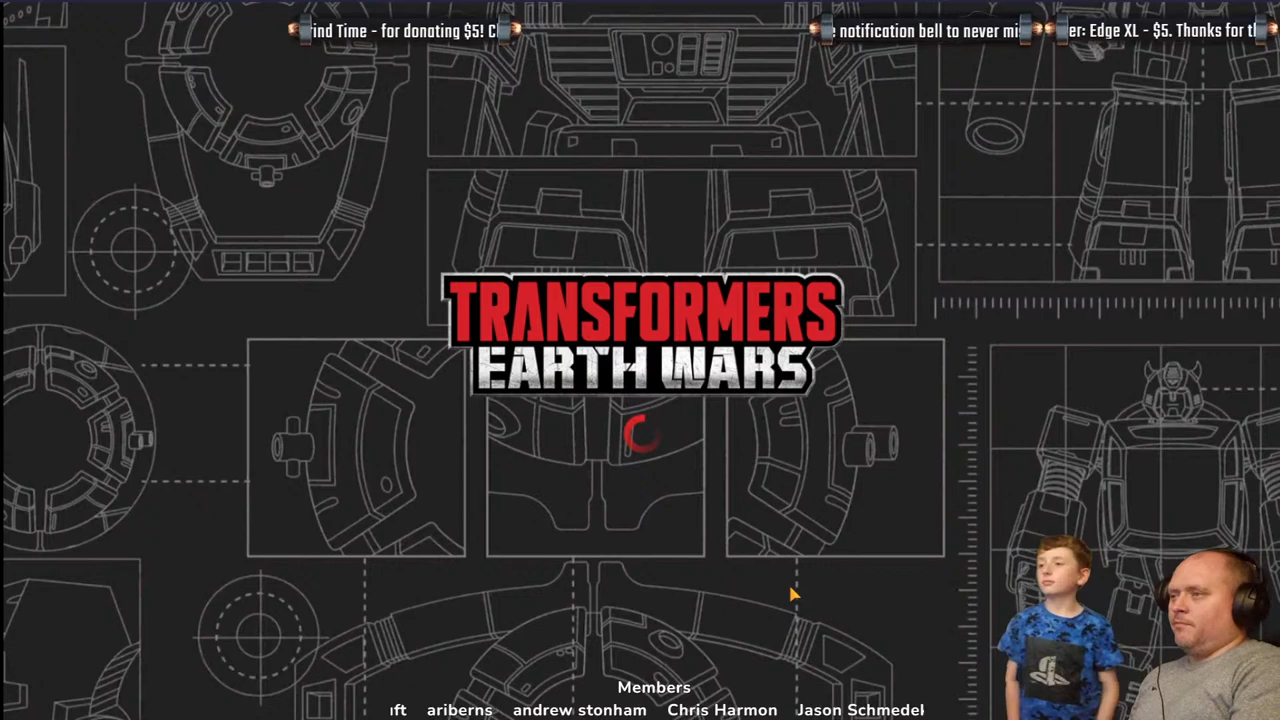 ind Time - for donating $5! C
notification bell to never mi
er: Edge XL - $5. Thanks for t
TRANSFORMERS
EARTH WARS
Members
ift ariberns andrew stonham Chris Harmon Jason Schmedel